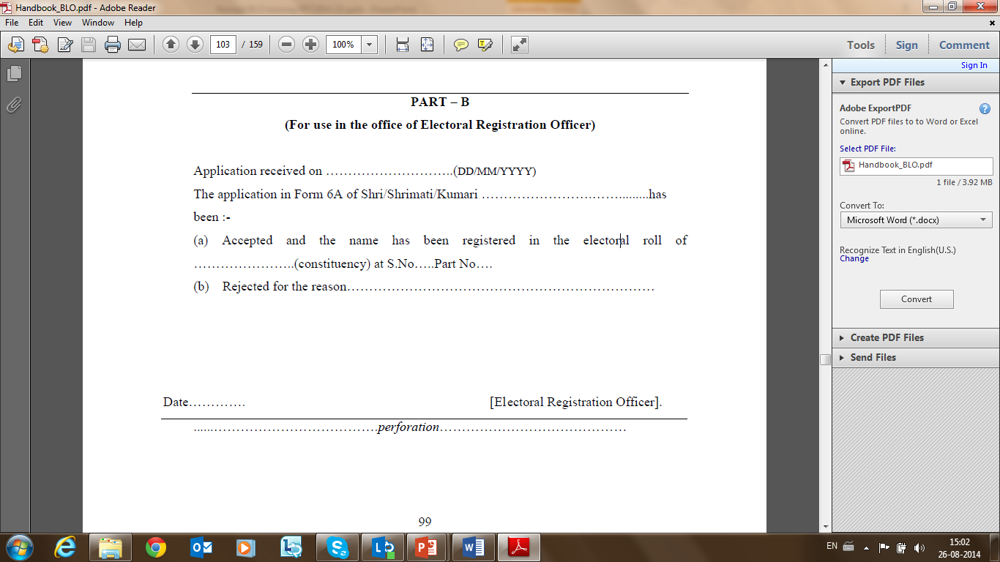 Handbook_BLO.pdf - Adobe Reader
File Edit View Window Help
103 / 159 100% Tools Sign Comment
Sign In
Export PDF Files
Adobe ExportPDF
Convert PDF files to to Word or Excel
online.
Select PDF File:
Handbook_BLO.pdf
1 file / 3.92 MB
Convert To:
Microsoft Word (*.docx)
Recognize Text in English(U.S.)
Change
Convert
Create PDF Files
Send Files
PART – B
(For use in the office of Electoral Registration Officer)
Application received on ………………………..(DD/MM/YYYY)
The application in Form 6A of Shri/Shrimati/Kumari …………………….…….........has
been :-
(a) Accepted and the name has been registered in the electoral roll of
…………………..(constituency) at S.No…..Part No….
(b) Rejected for the reason……………………………………………………………
Date………….
[Electoral Registration Officer].
......……………………………….perforation……………………………………
99
EN
15:02
26-08-2014